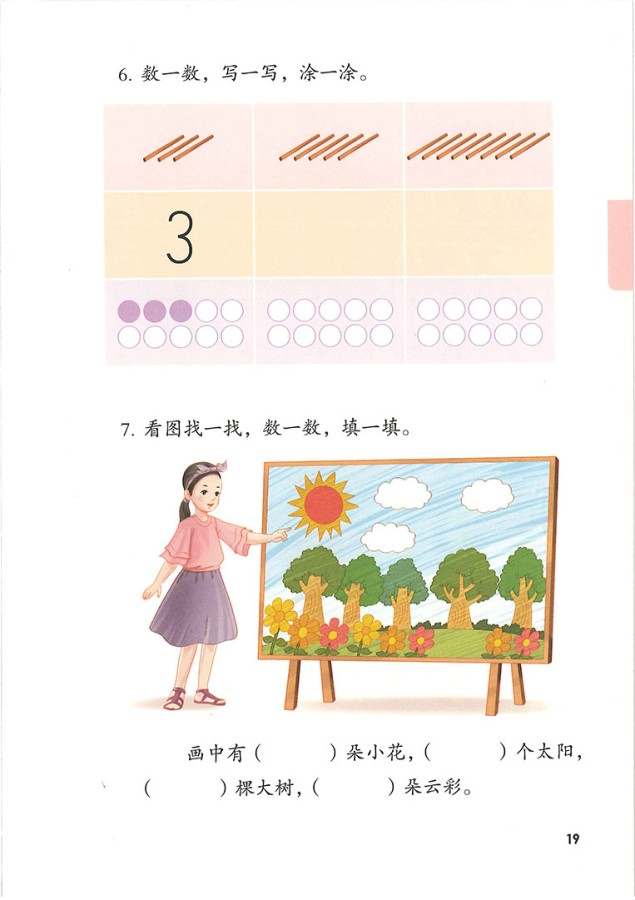 6. 数一数，写一写，涂一涂。
3
7. 看图找一找，数一数，填一填。
画中有（　　）朵小花，（　　）个太阳，
（　　）棵大树，（　　）朵云彩。
19